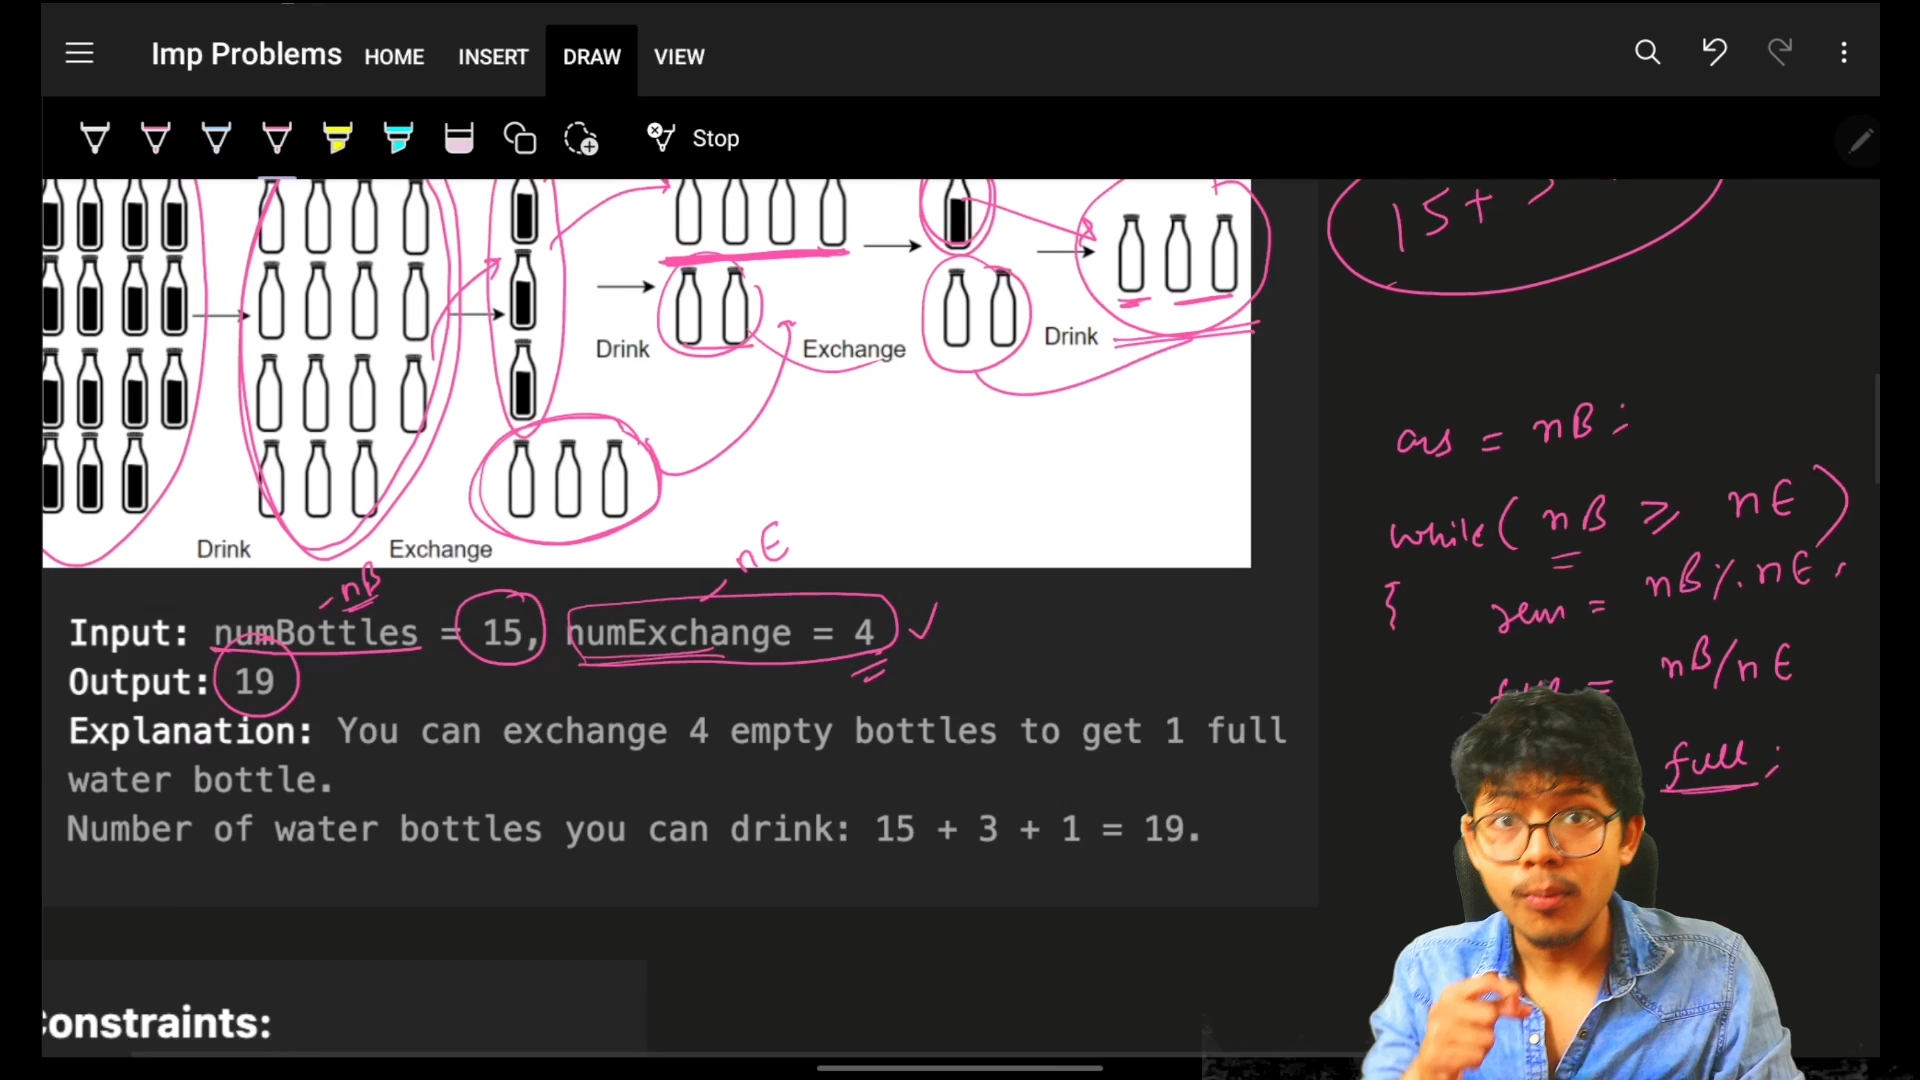 Imp Problems HOME INSERT DRAW VIEW
Stop
15+
Drink
Exchange
Drink
Drink
Exchange
ans = nB;
while( nB ≥ nE )
{ rem = nB%nE,
nB/nE
full;
nB
nE
Input: numBottles = 15, numExchange = 4
Output: 19
Explanation: You can exchange 4 empty bottles to get 1 full
water bottle.
Number of water bottles you can drink: 15 + 3 + 1 = 19.
Constraints: